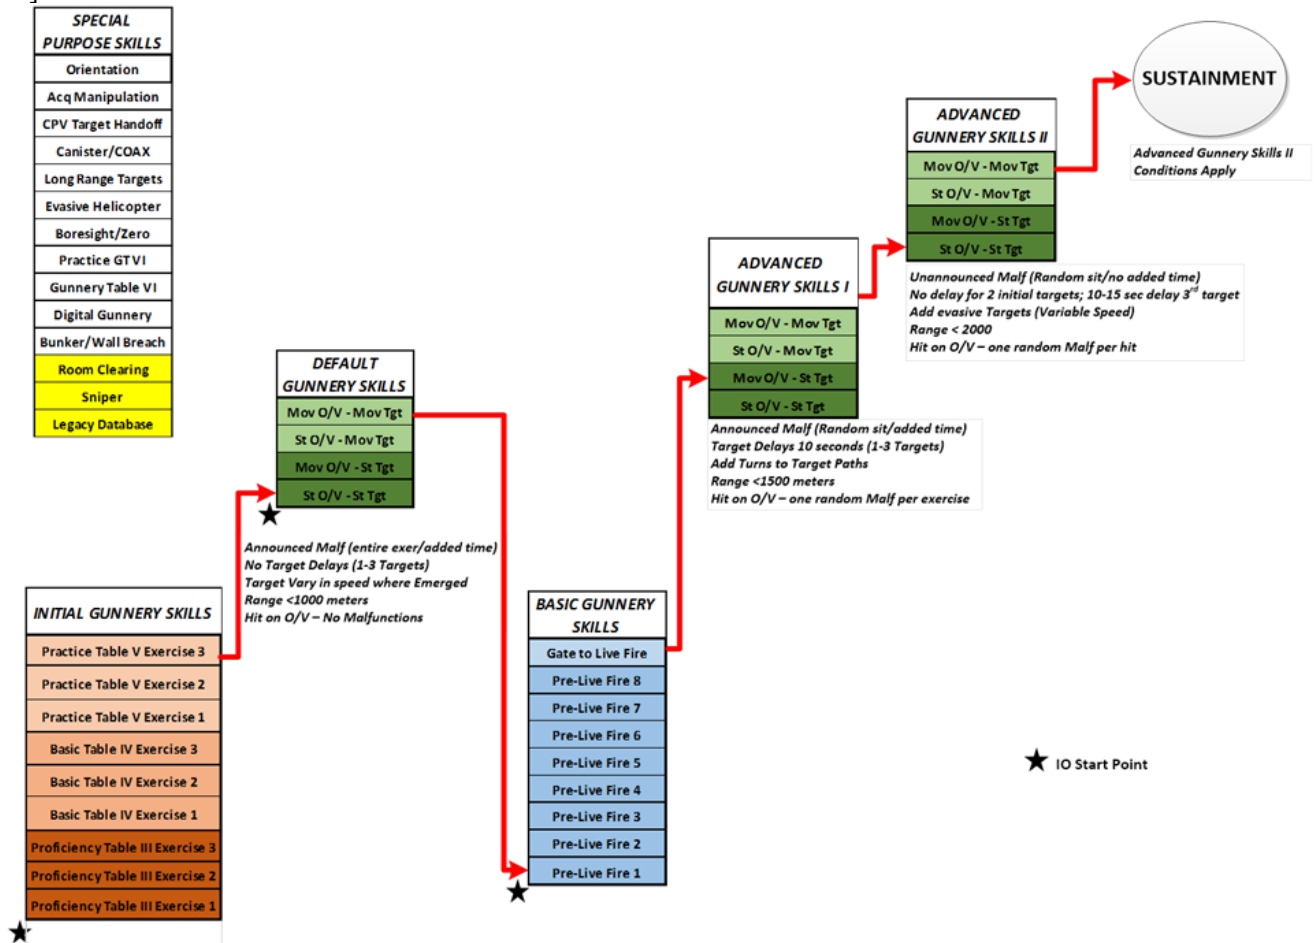 ]
SPECIAL
PURPOSE SKILLS
Orientation
Acq Manipulation
CPV Target Handoff
Canister/COAX
Long Range Targets
Evasive Helicopter
Boresight/Zero
Practice GT VI
Gunnery Table VI
Digital Gunnery
Bunker/Wall Breach
Room Clearing
Sniper
Legacy Database
INITIAL GUNNERY SKILLS
Practice Table V Exercise 3
Practice Table V Exercise 2
Practice Table V Exercise 1
Basic Table IV Exercise 3
Basic Table IV Exercise 2
Basic Table IV Exercise 1
Proficiency Table III Exercise 3
Proficiency Table III Exercise 2
Proficiency Table III Exercise 1
DEFAULT
GUNNERY SKILLS
Mov O/V - Mov Tgt
St O/V - Mov Tgt
Mov O/V - St Tgt
St O/V - St Tgt
Announced Malf (entire exer/added time)
No Target Delays (1-3 Targets)
Target Vary in speed where Emerged
Range <1000 meters
Hit on O/V – No Malfunctions
BASIC GUNNERY
SKILLS
Gate to Live Fire
Pre-Live Fire 8
Pre-Live Fire 7
Pre-Live Fire 6
Pre-Live Fire 5
Pre-Live Fire 4
Pre-Live Fire 3
Pre-Live Fire 2
Pre-Live Fire 1
ADVANCED
GUNNERY SKILLS I
Mov O/V - Mov Tgt
St O/V - Mov Tgt
Mov O/V - St Tgt
St O/V - St Tgt
Announced Malf (Random sit/added time)
Target Delays 10 seconds (1-3 Targets)
Add Turns to Target Paths
Range <1500 meters
Hit on O/V – one random Malf per exercise
ADVANCED
GUNNERY SKILLS II
Mov O/V - Mov Tgt
St O/V - Mov Tgt
Mov O/V - St Tgt
St O/V - St Tgt
Unannounced Malf (Random sit/no added time)
No delay for 2 initial targets; 10-15 sec delay 3rd target
Add evasive Targets (Variable Speed)
Range < 2000
Hit on O/V – one random Malf per hit
SUSTAINMENT
Advanced Gunnery Skills II
Conditions Apply
IO Start Point